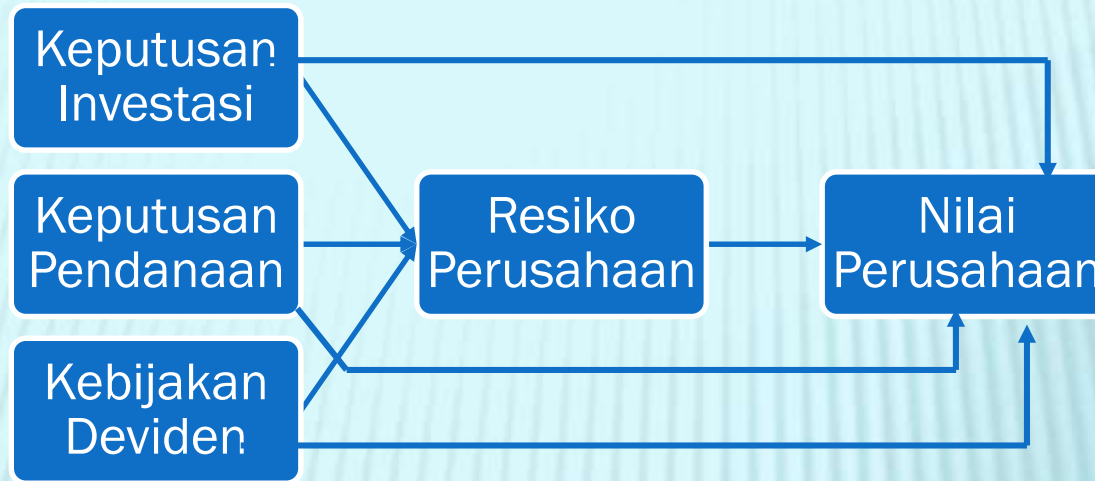 Keputusan
Investasi
Keputusan
Pendanaan
Resiko
Perusahaan
Nilai
Perusahaan
Kebijakan
Deviden